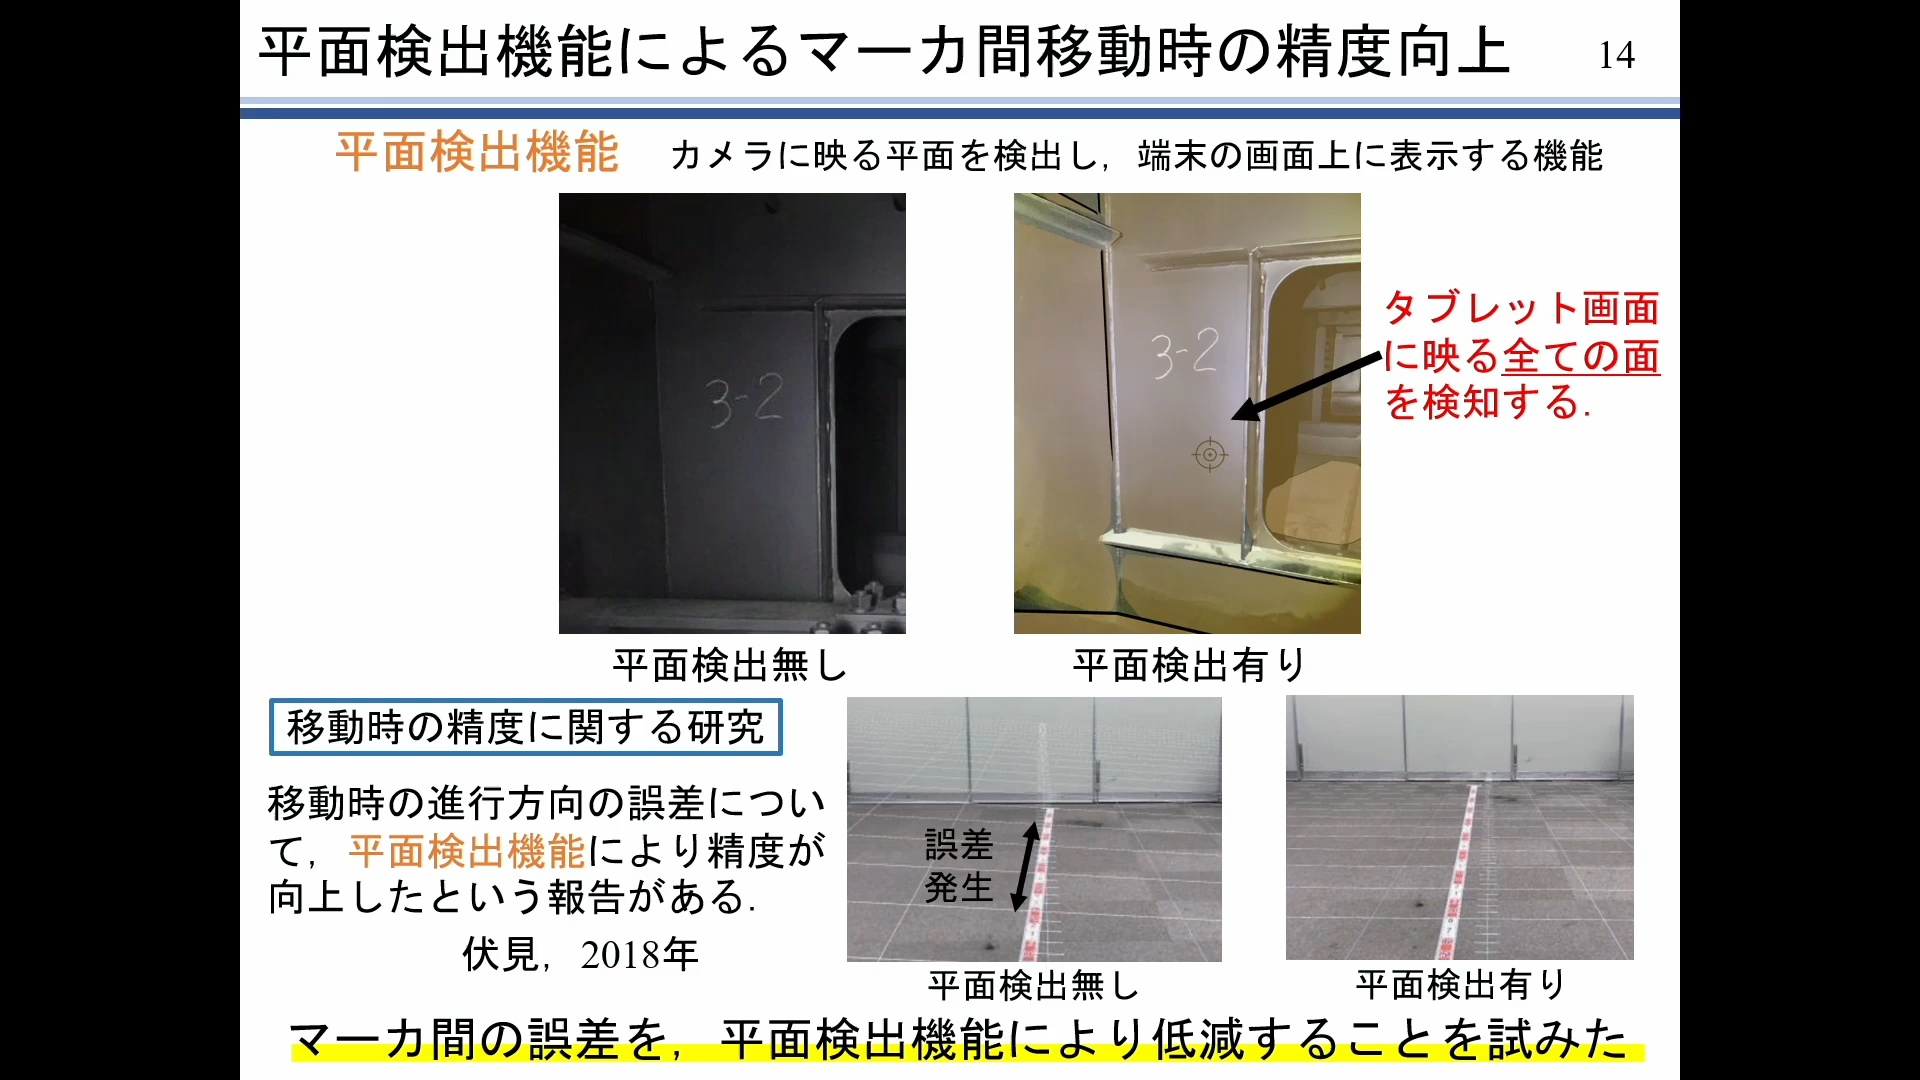 平面検出機能によるマーカ間移動時の精度向上
14
平面検出機能
カメラに映る平面を検出し，端末の画面上に表示する機能
3-2
3-2
タブレット画面
に映る全ての面
を検知する．
平面検出無し
平面検出有り
移動時の精度に関する研究
移動時の進行方向の誤差につい
て，平面検出機能により精度が
向上したという報告がある．
伏見，2018年
誤差
発生
平面検出無し
平面検出有り
マーカ間の誤差を，平面検出機能により低減することを試みた